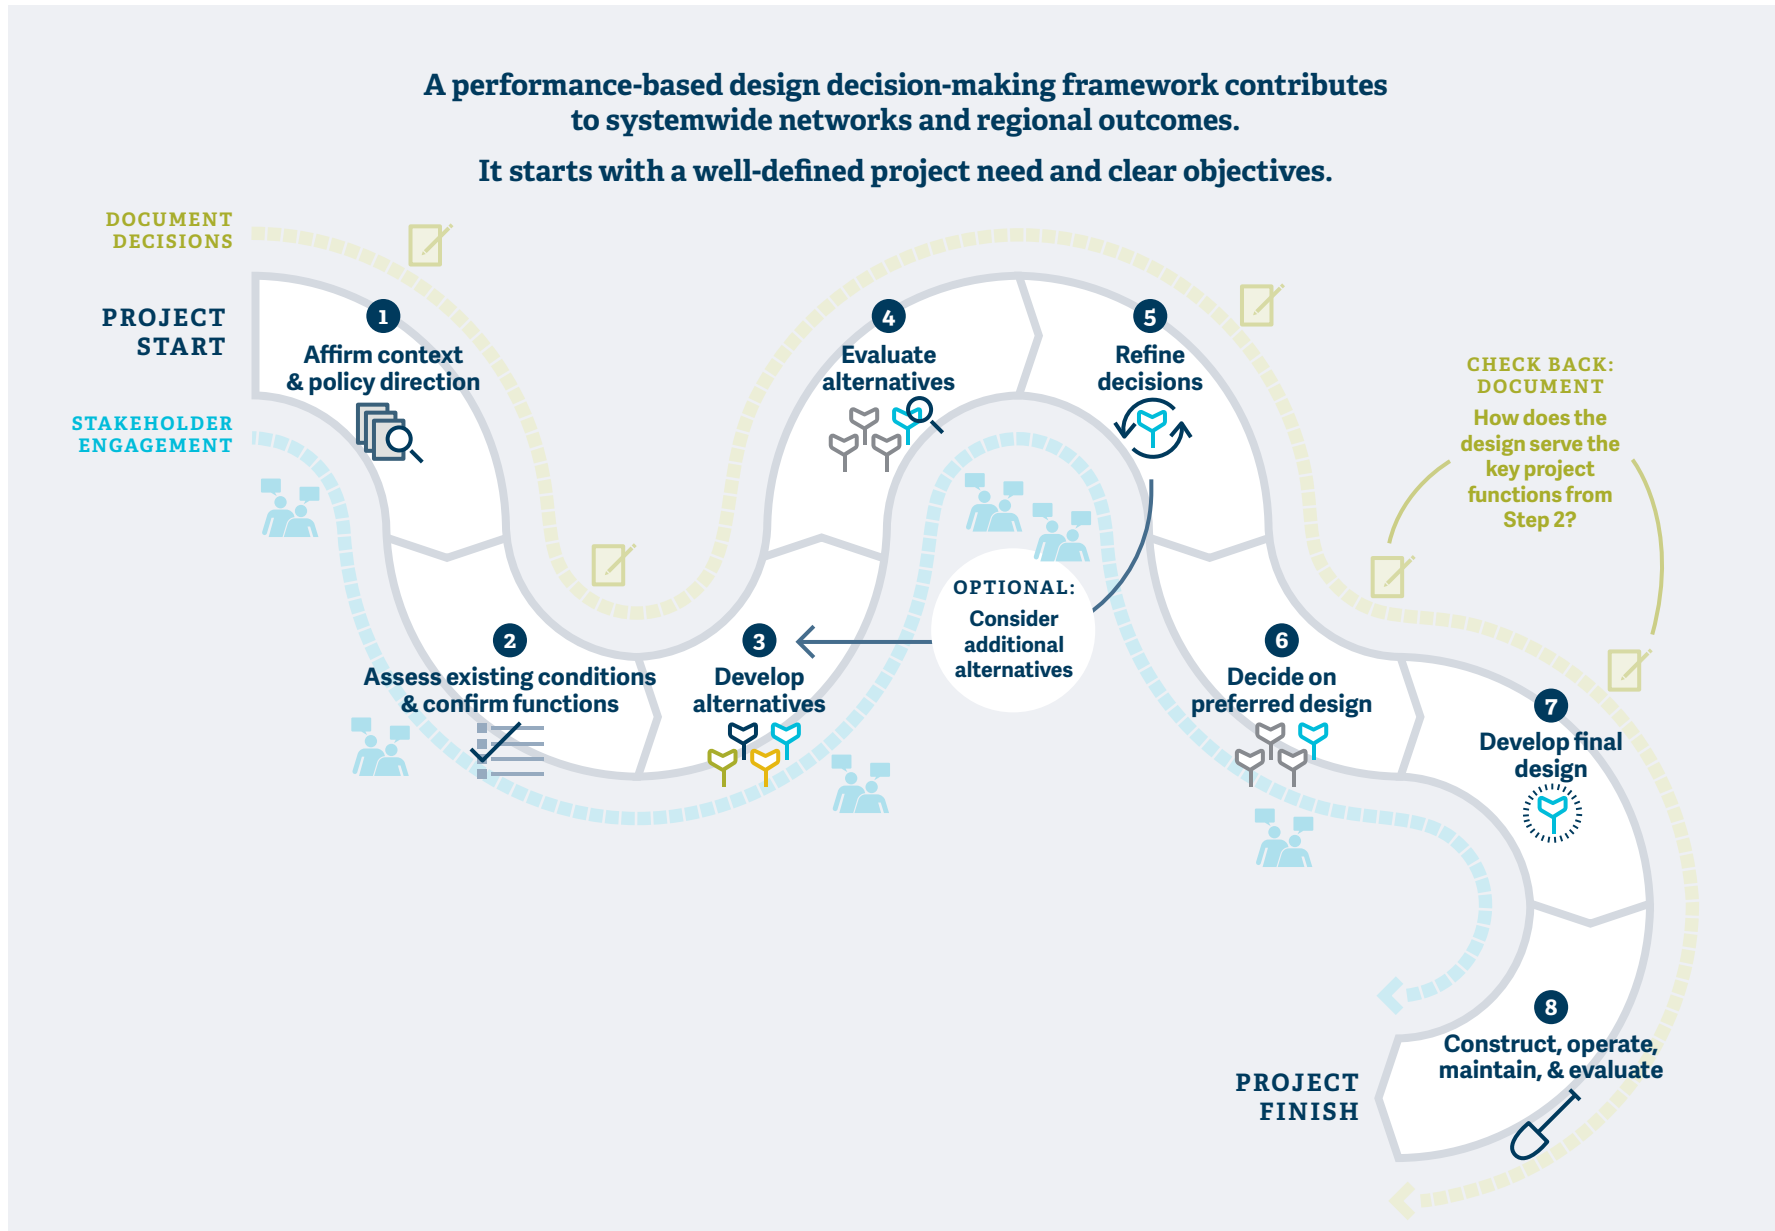 A performance-based design decision-making framework contributes
to systemwide networks and regional outcomes.
It starts with a well-defined project need and clear objectives.
DOCUMENT
DECISIONS
PROJECT
START
STAKEHOLDER
ENGAGEMENT
1
Affirm context
& policy direction
2
Assess existing conditions
& confirm functions
3
Develop
alternatives
4
Evaluate
alternatives
5
Refine
decisions
OPTIONAL:
Consider
additional
alternatives
6
Decide on
preferred design
CHECK BACK:
DOCUMENT
How does the
design serve the
key project
functions from
Step 2?
7
Develop final
design
8
Construct, operate,
maintain, & evaluate
PROJECT
FINISH